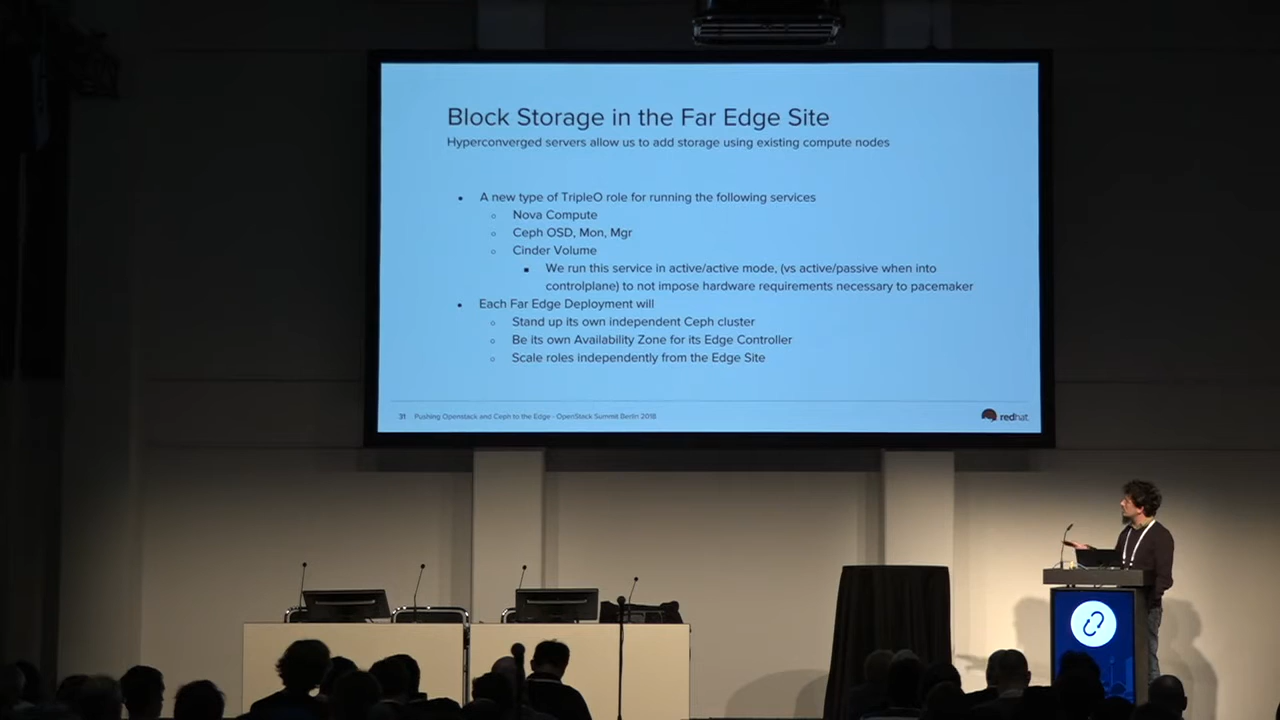 Block Storage in the Far Edge Site
Hyperconverged servers allow us to add storage using existing compute nodes
A new type of TripleO role for running the following services
Nova Compute
Ceph OSD, Mon, Mgr
Cinder Volume
We run this service in active/active mode, (vs active/passive when into
controlplane) to not impose hardware requirements necessary to pacemaker
Each Far Edge Deployment will
Stand up its own independent Ceph cluster
Be its own Availability Zone for its Edge Controller
Scale roles independently from the Edge Site
31 Pushing Openstack and Ceph to the Edge - OpenStack Summit Berlin 2018
redhat.